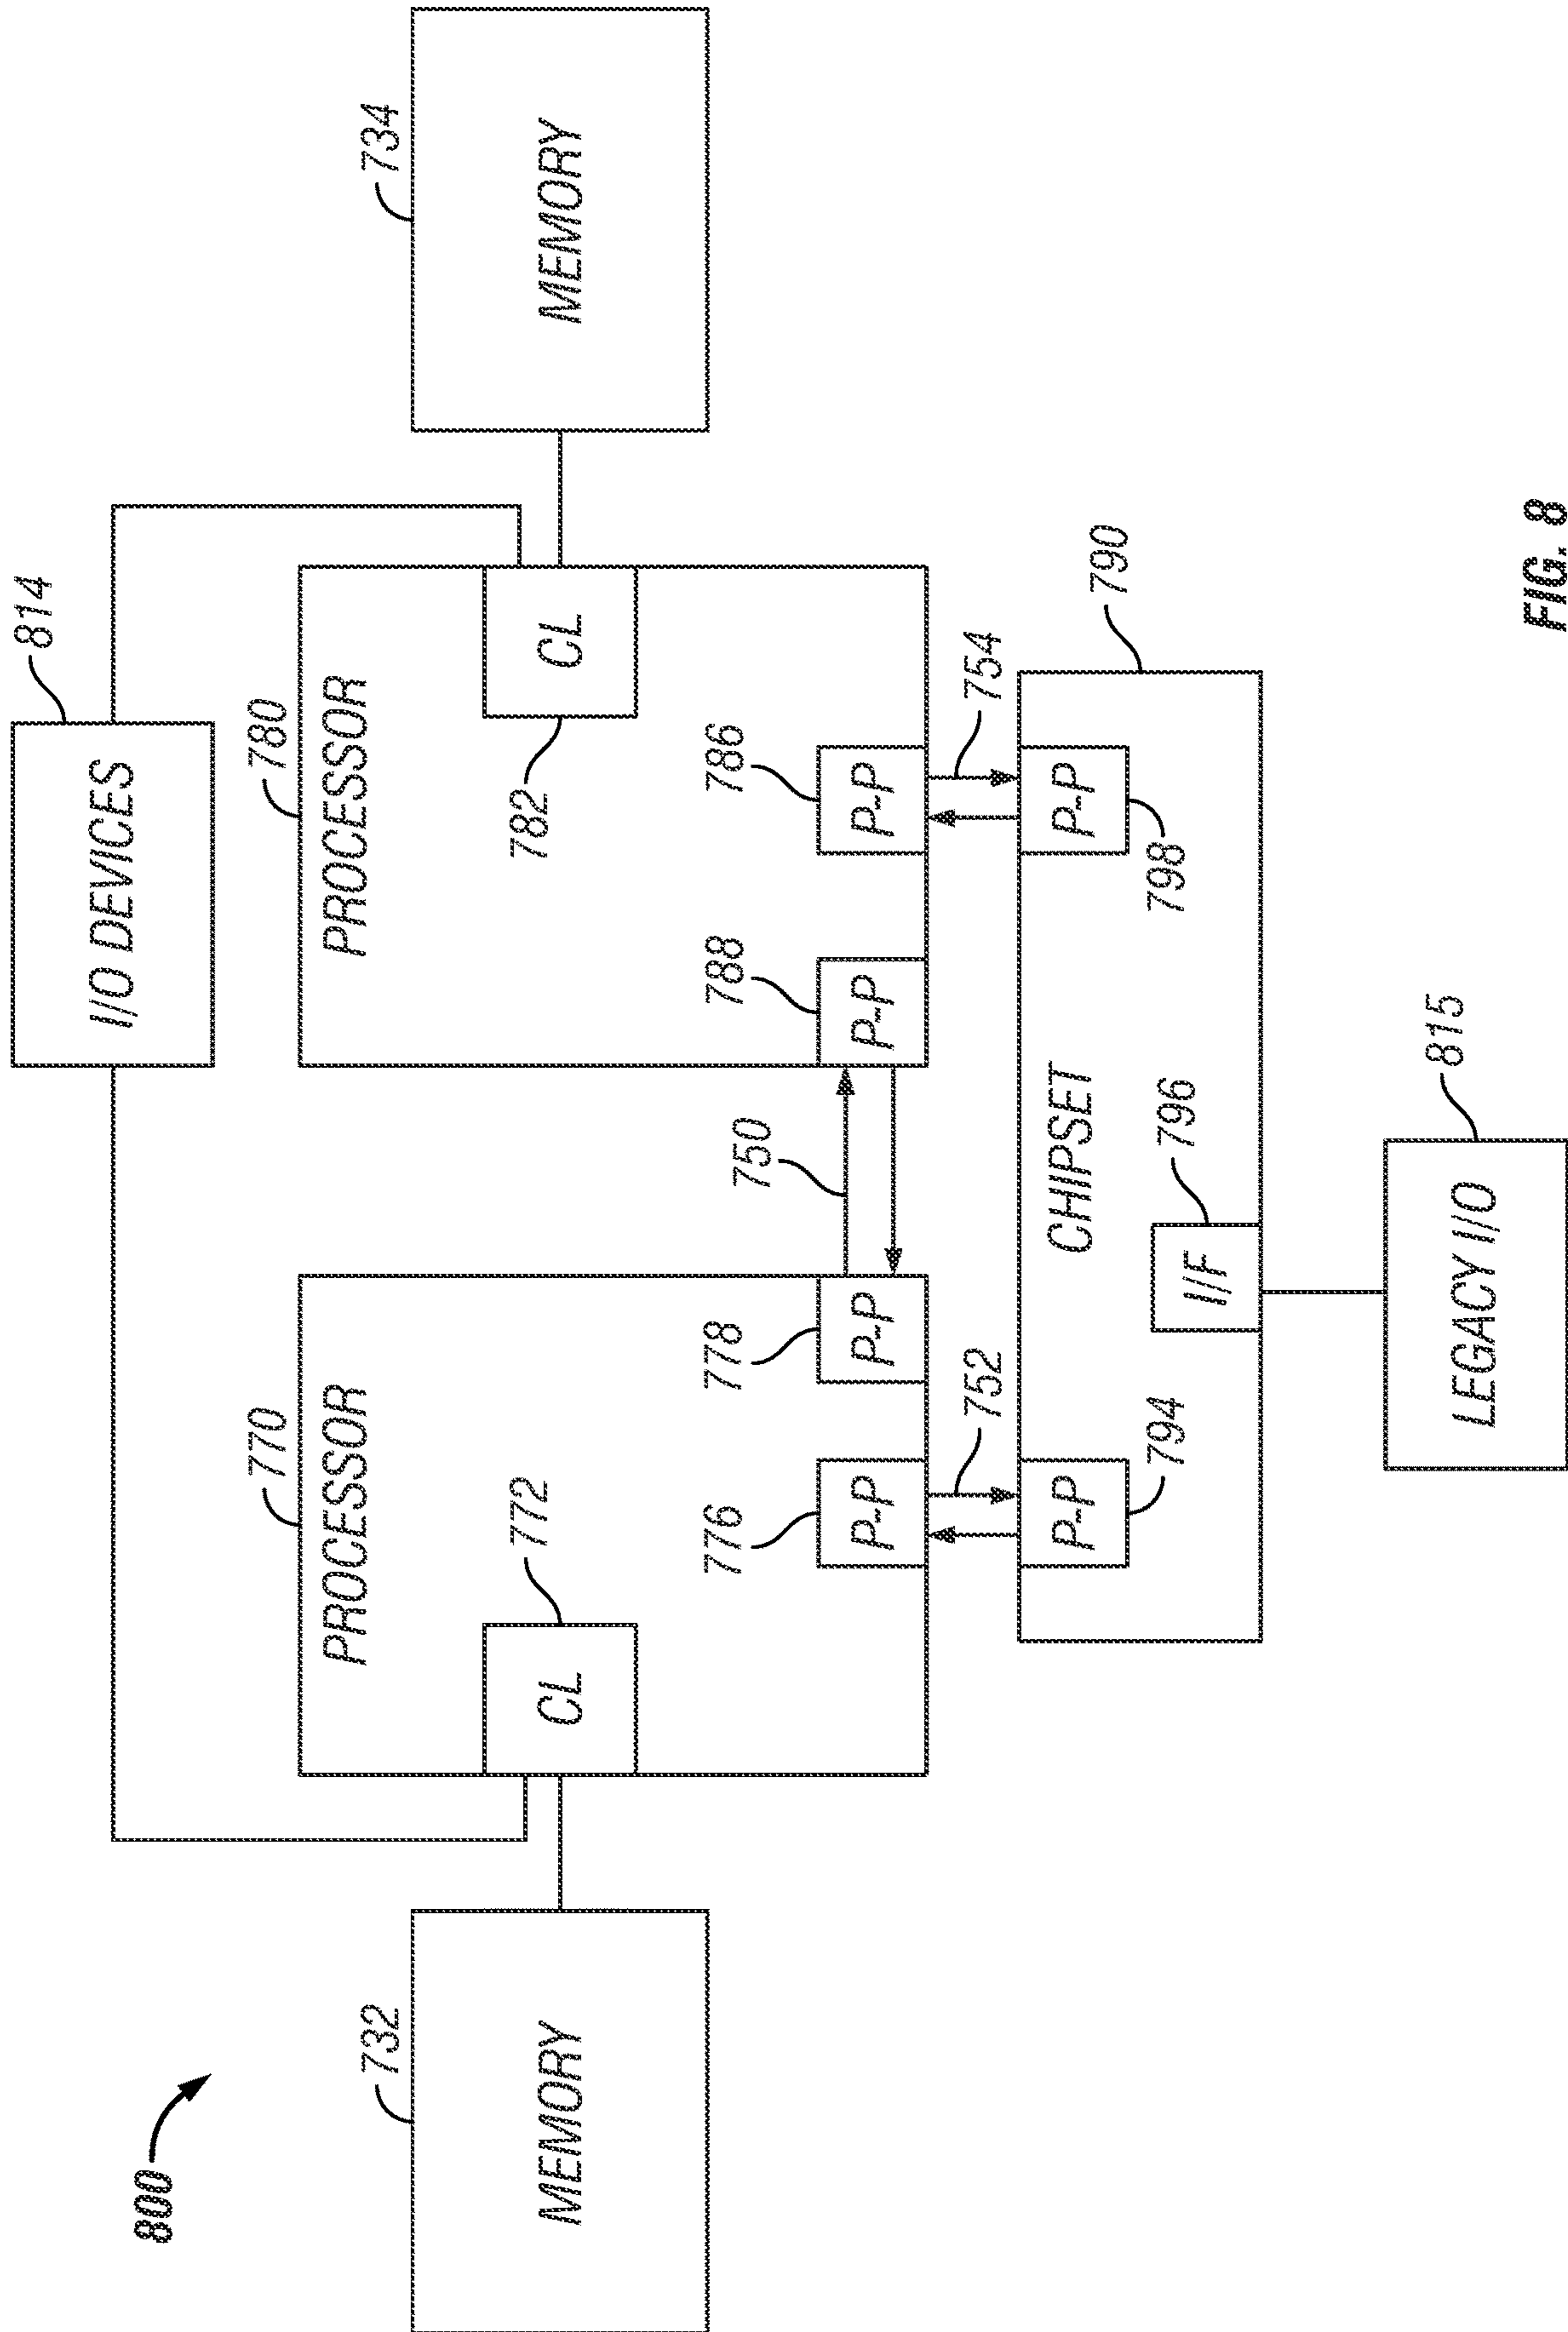 800
I/O DEVICES
814
732
MEMORY
770
PROCESSOR
772
CL
776
P-P
778
P-P
750
780
PROCESSOR
782
CL
788
P-P
786
P-P
734
MEMORY
752
754
790
CHIPSET
794
P-P
796
I/F
798
P-P
LEGACY I/O
815
FIG. 8